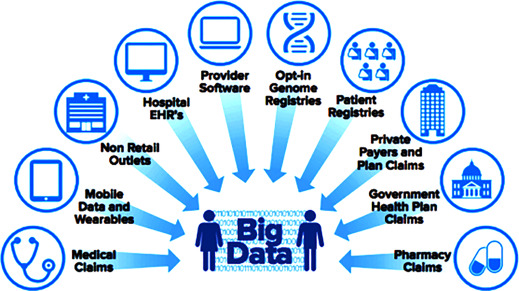 Provider
Software
Opt-in
Genome
Registries
Hospital
EHR's
Patient
Registries
Non Retail
Outlets
Private
Payers and
Plan Claims
Mobile
Data and
Wearables
Government
Health Plan
Claims
Medical
Claims
Big
Data
Pharmacy
Claims